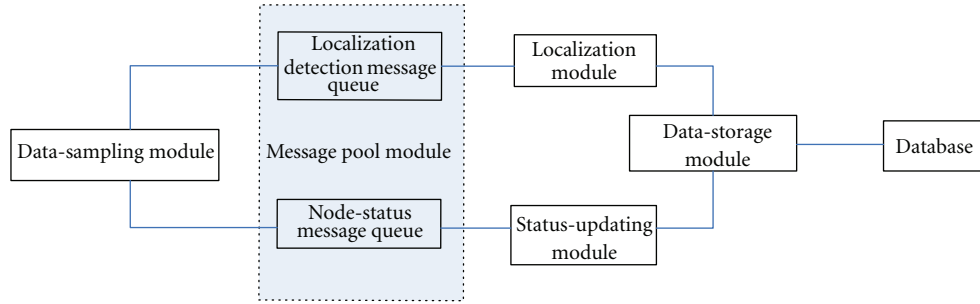 Data-sampling module
Localization
detection message
queue
Message pool module
Node-status
message queue
Localization
module
Status-updating
module
Data-storage
module
Database